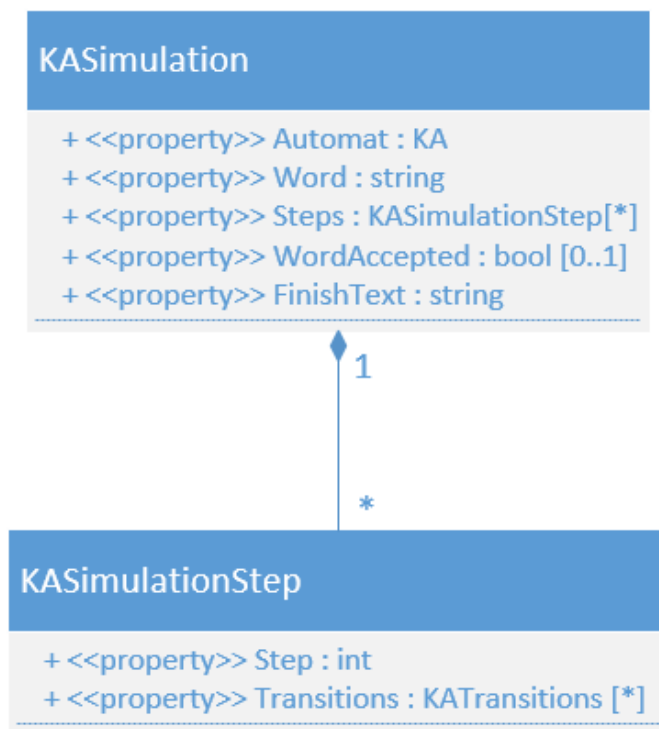 KASimulation
+ <<property>> Automat : KA
+ <<property>> Word : string
+ <<property>> Steps : KASimulationStep[*]
+ <<property>> WordAccepted : bool [0..1]
+ <<property>> FinishText : string
1
*
KASimulationStep
+ <<property>> Step : int
+ <<property>> Transitions : KATransitions [*]